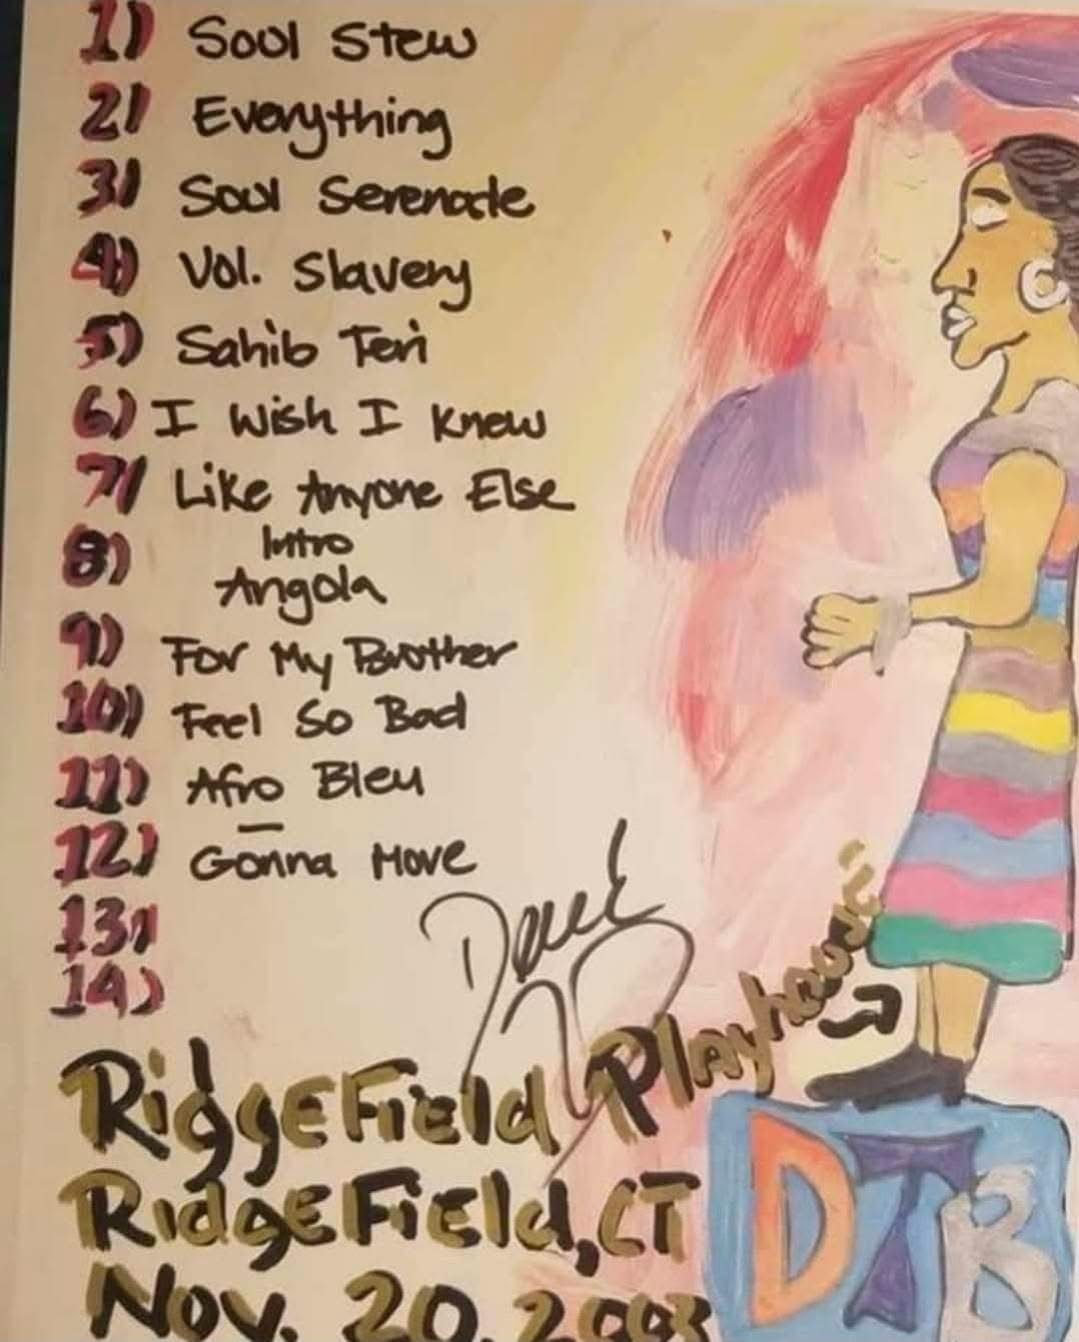 1) Soul Stew
2) Everything
3) Soul Serenade
4) Vol. Slavery
5) Sahib Teri
6) I Wish I Knew
7) Like Anyone Else
8) Intro
Angola
9) For My Brother
10) Feel So Bad
11) Afro Bleu
12) Gonna Move
13)
14)
Derek
RidgeField Playhouse
RidgeField, CT
Nov. 20, 2003
DTB